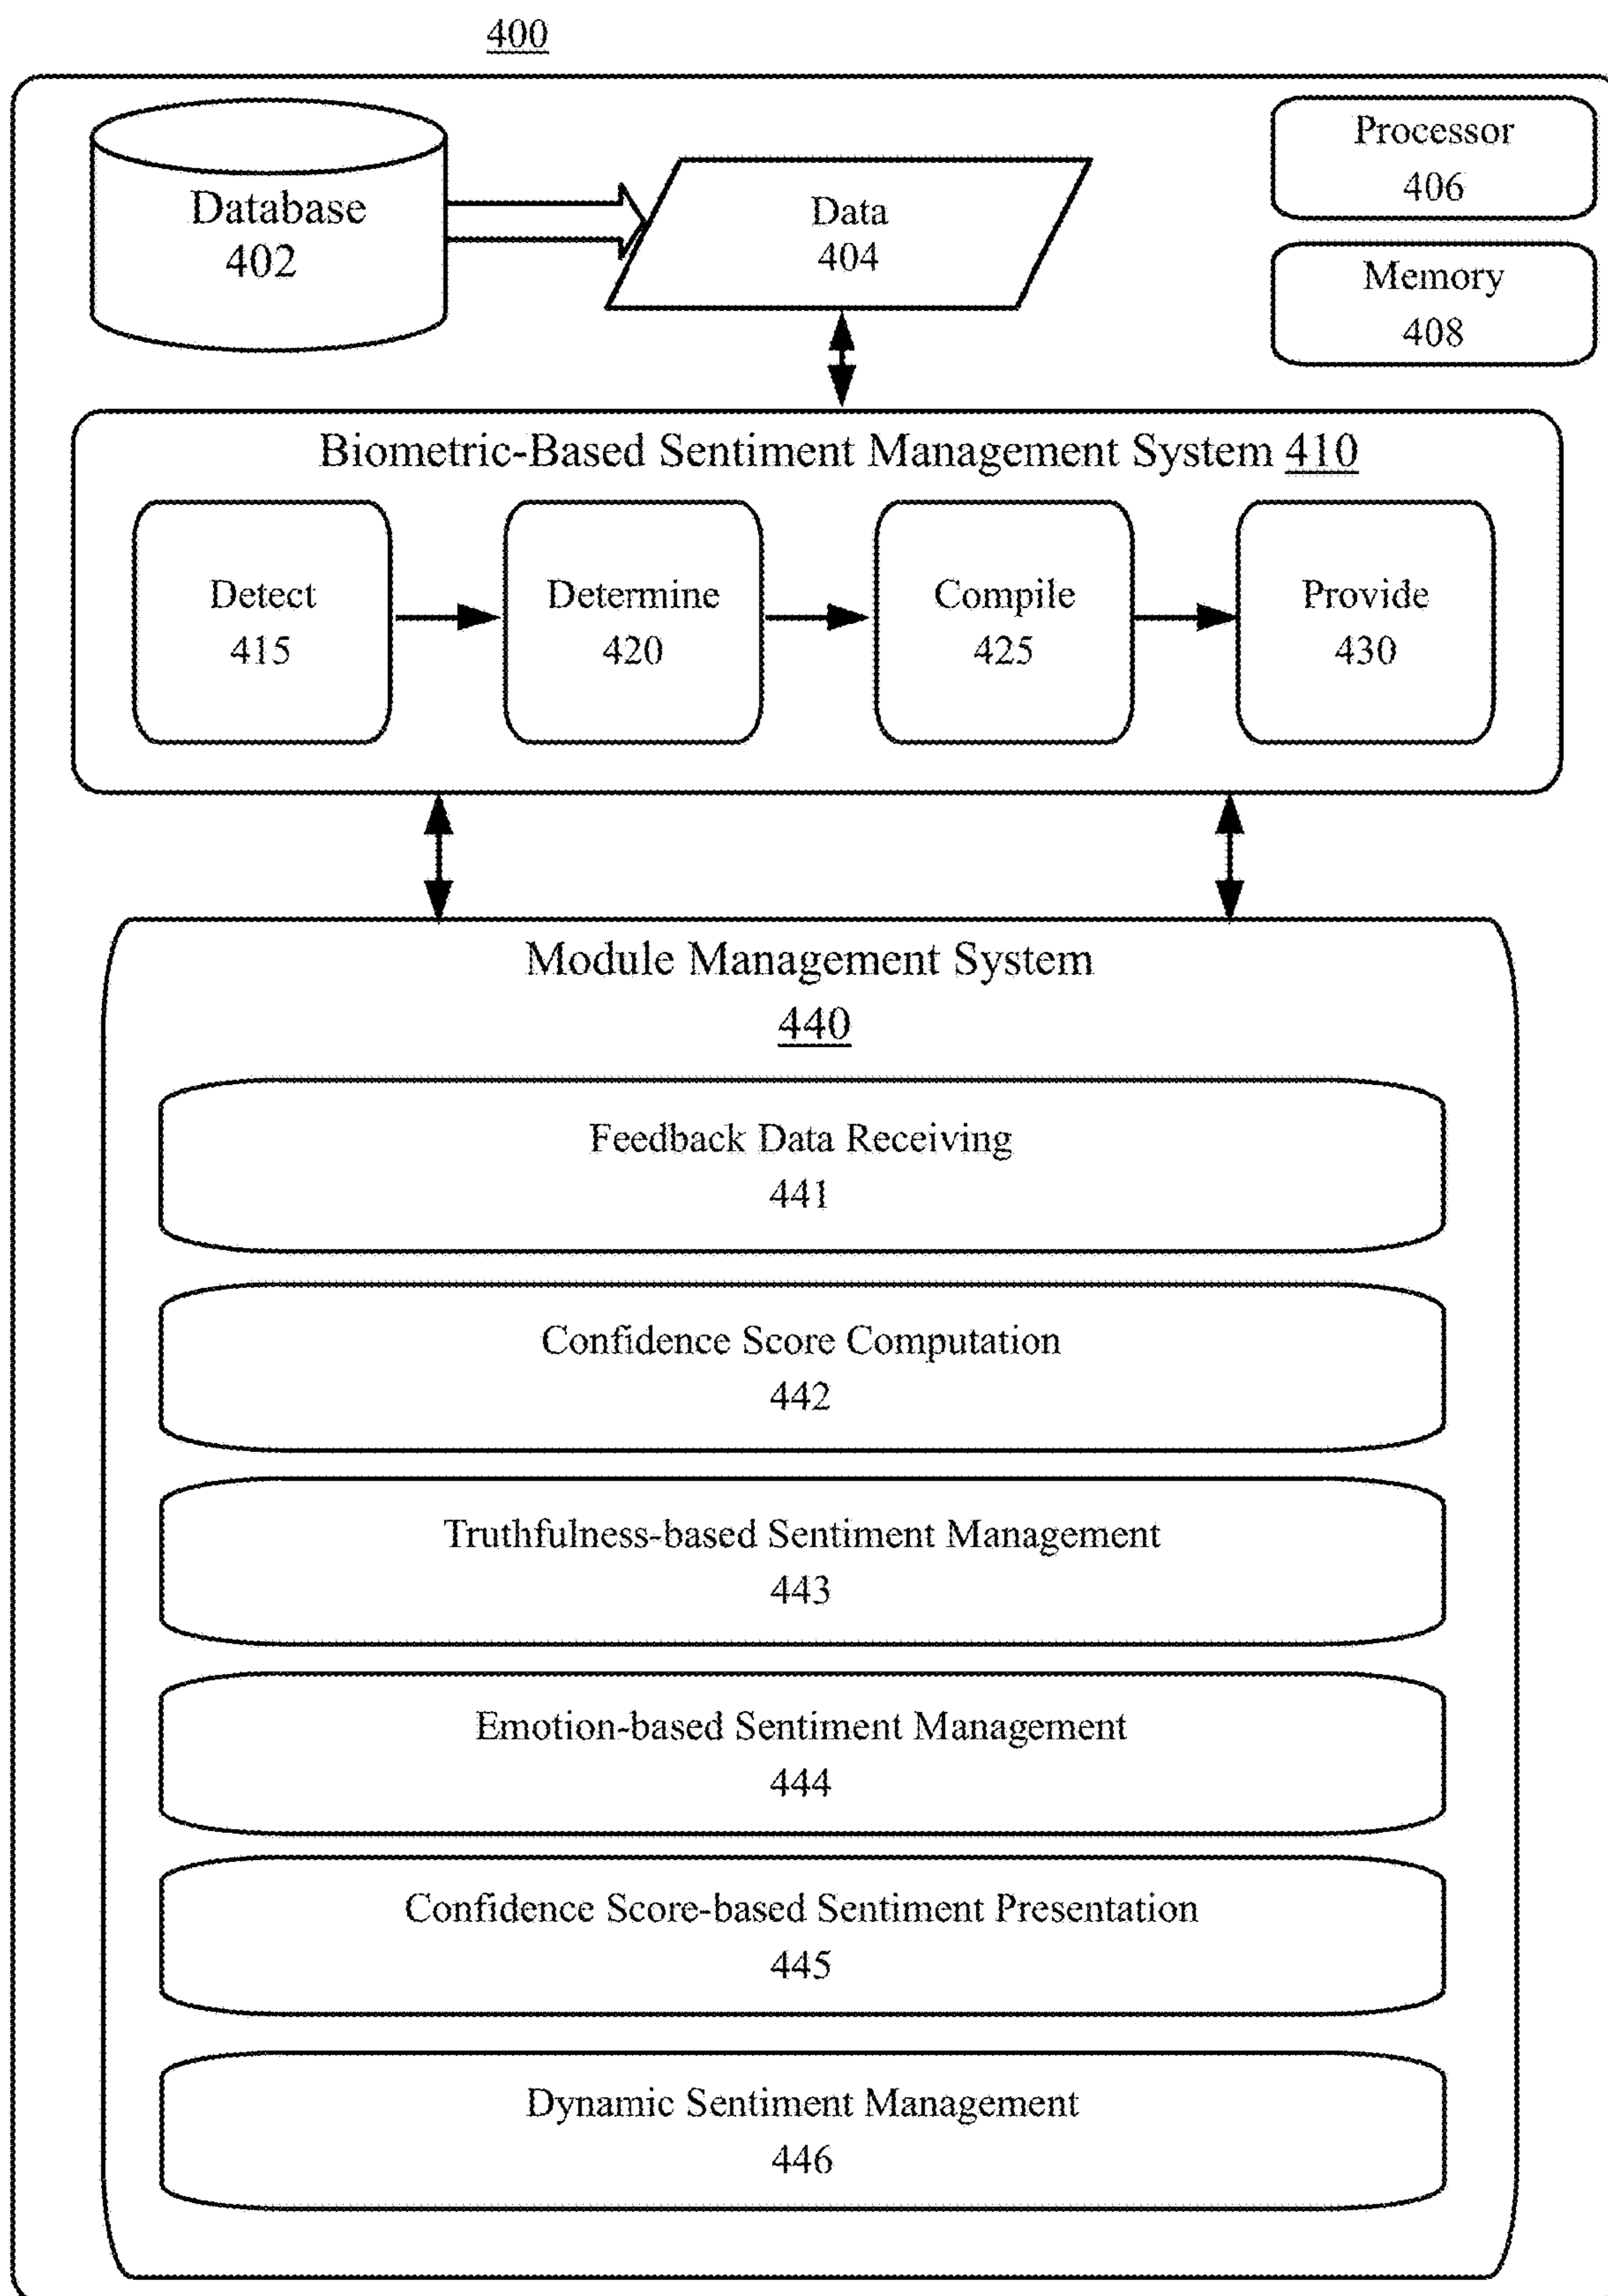 400
Database
402
Data
404
Processor
406
Memory
408
Biometric-Based Sentiment Management System 410
Detect
415
Determine
420
Compile
425
Provide
430
Module Management System
440
Feedback Data Receiving
441
Confidence Score Computation
442
Truthfulness-based Sentiment Management
443
Emotion-based Sentiment Management
444
Confidence Score-based Sentiment Presentation
445
Dynamic Sentiment Management
446